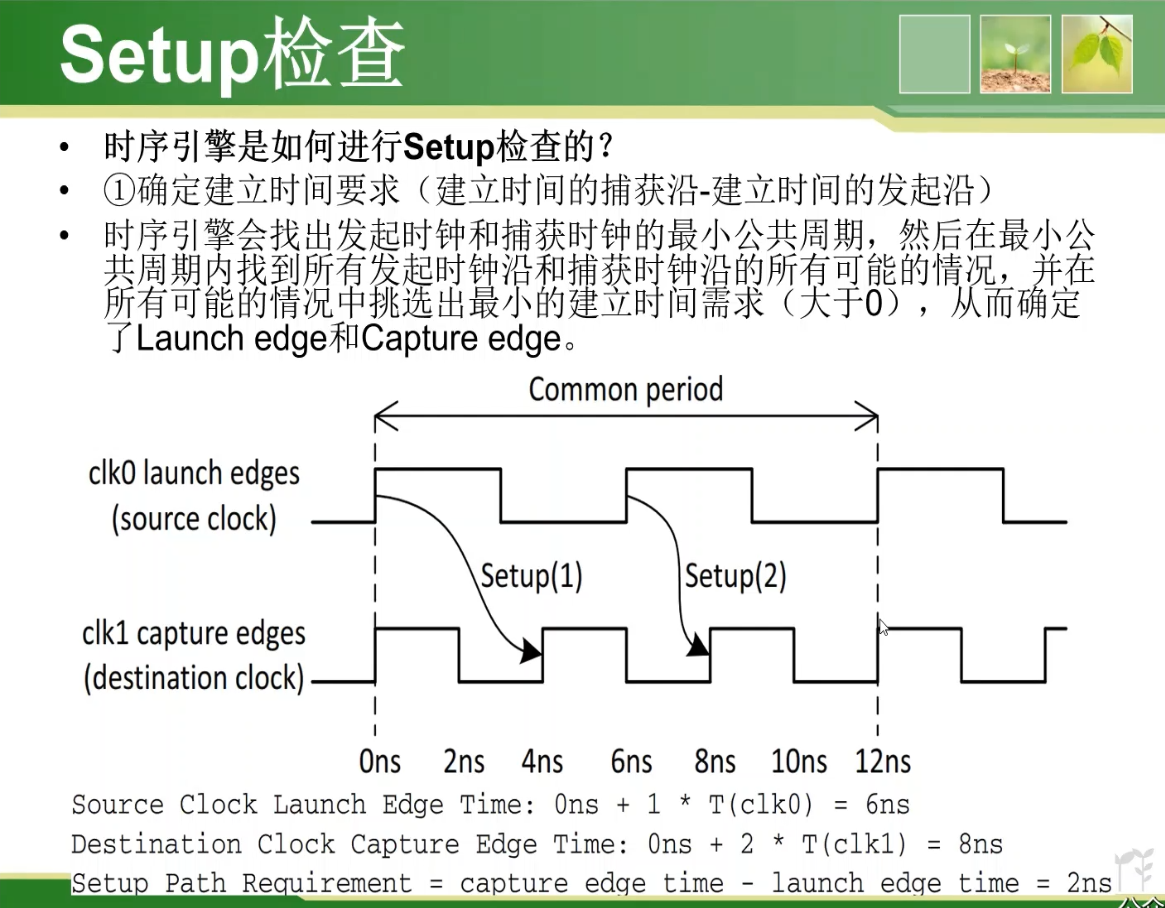 Setup检查
• 时序引擎是如何进行Setup检查的？
• ①确定建立时间要求（建立时间的捕获沿-建立时间的发起沿）
• 时序引擎会找出发起时钟和捕获时钟的最小公共周期，然后在最小公
共周期内找到所有发起时钟沿和捕获时钟沿的所有可能的情况，并在
所有可能的情况中挑选出最小的建立时间需求（大于0），从而确定
了Launch edge和Capture edge。
Common period
clk0 launch edges
(source clock)
Setup(1) Setup(2)
clk1 capture edges
(destination clock)
0ns 2ns 4ns 6ns 8ns 10ns 12ns
Source Clock Launch Edge Time: 0ns + 1 * T(clk0) = 6ns
Destination Clock Capture Edge Time: 0ns + 2 * T(clk1) = 8ns
Setup Path Requirement = capture edge time - launch edge time = 2ns